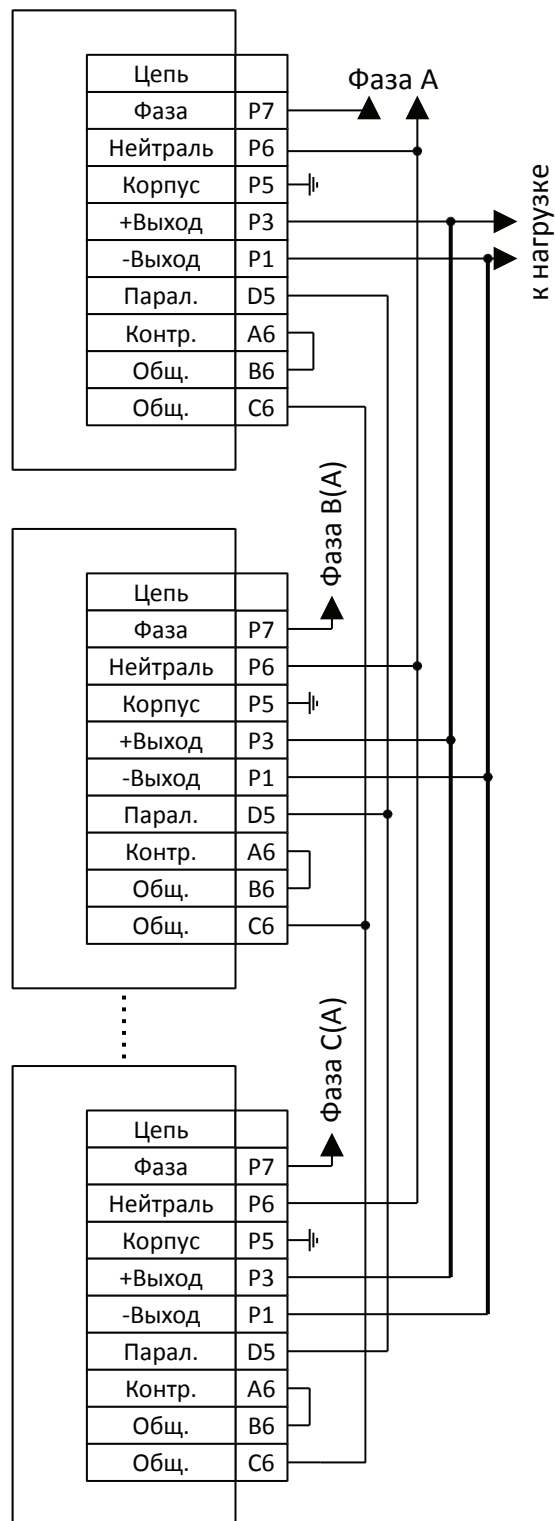 Цепь
Фаза P7
Фаза A
Нейтраль P6
Корпус P5
+Выход P3
-Выход P1
к нагрузке
Парал. D5
Контр. A6
Общ. B6
Общ. C6
Фаза B(A)
Цепь
Фаза P7
Нейтраль P6
Корпус P5
+Выход P3
-Выход P1
Парал. D5
Контр. A6
Общ. B6
Общ. C6
Фаза C(A)
Цепь
Фаза P7
Нейтраль P6
Корпус P5
+Выход P3
-Выход P1
Парал. D5
Контр. A6
Общ. B6
Общ. C6